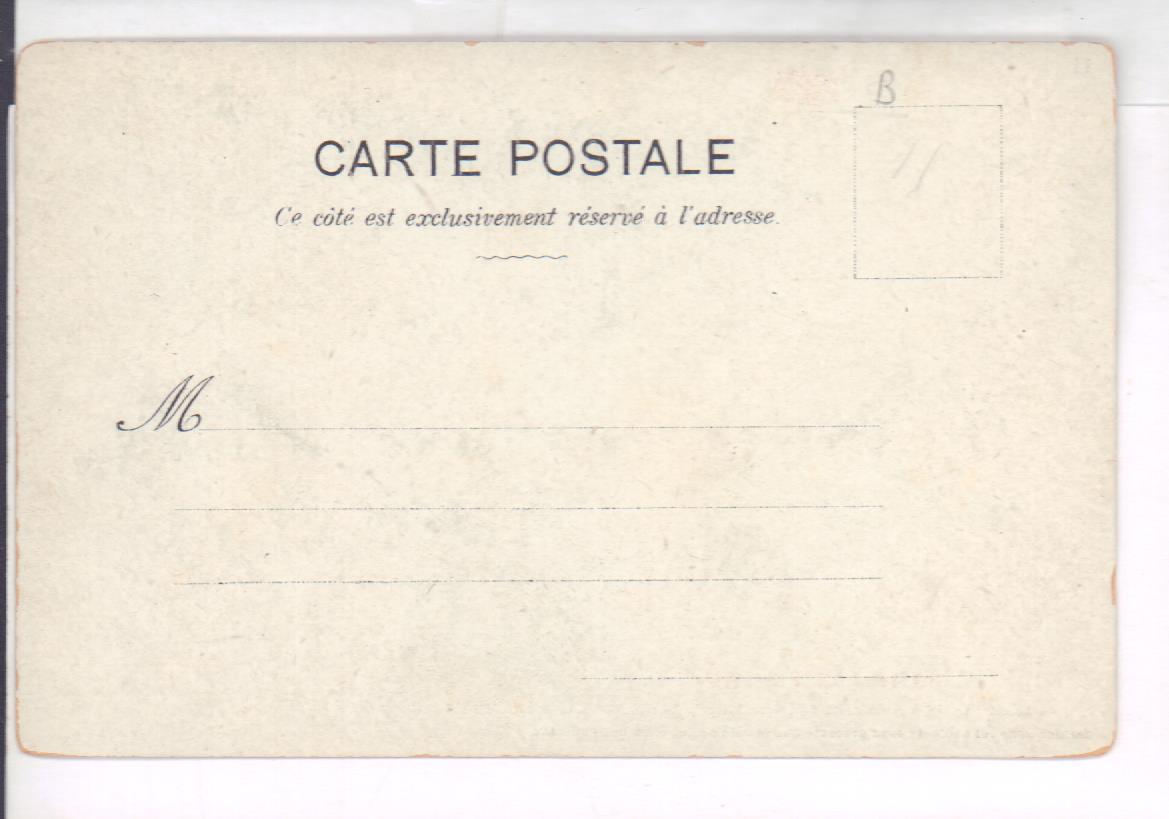 B
CARTE POSTALE
Ce côté est exclusivement réservé à l'adresse.
M